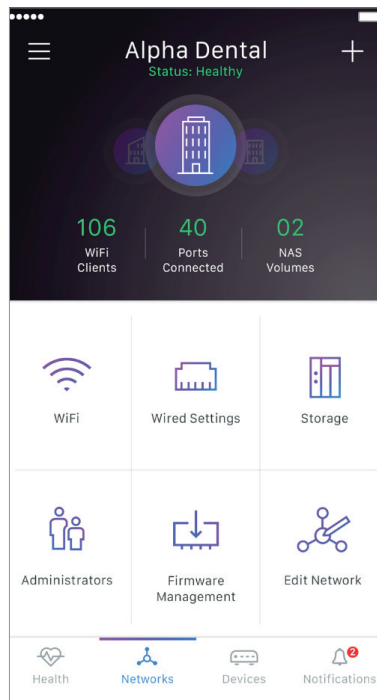 Alpha Dental
Status: Healthy
106
WiFi
Clients
40
Ports
Connected
02
NAS
Volumes
WiFi
Wired Settings
Storage
Administrators
Firmware
Management
Edit Network
Health
Networks
Devices
2
Notifications